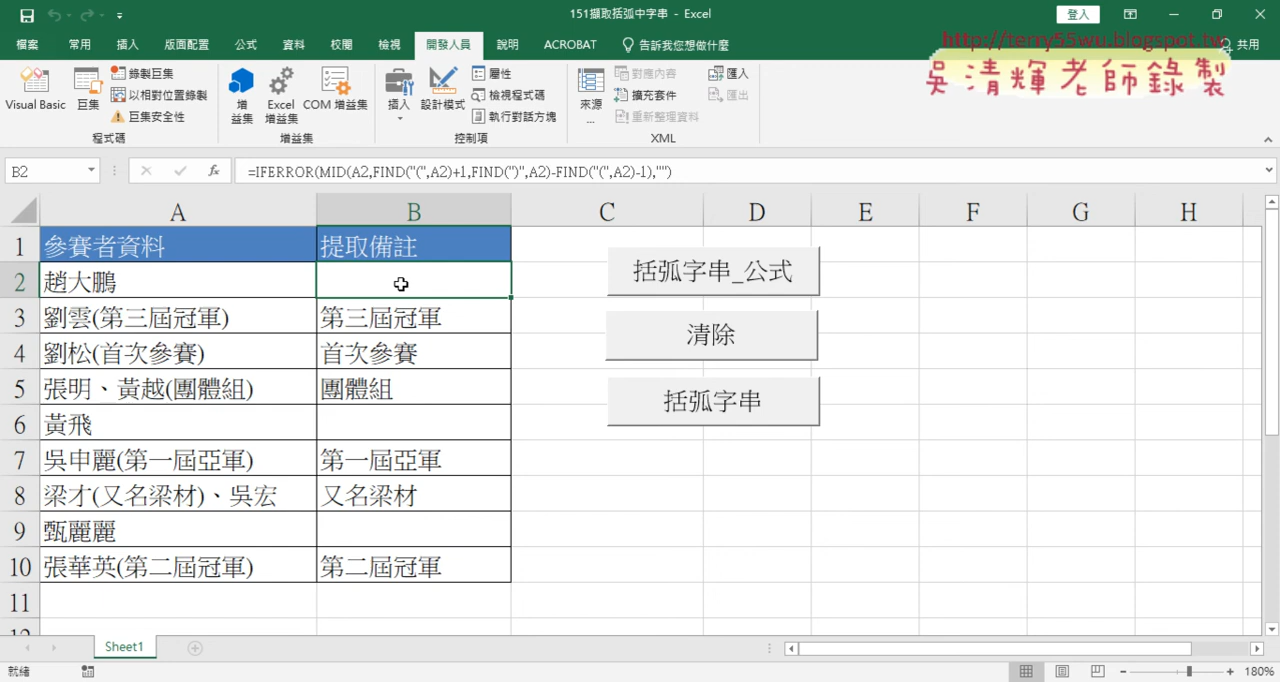 151擷取括弧中字串 - Excel
登入
檔案 常用 插入 版面配置 公式 資料 校閱 檢視 開發人員 說明 ACROBAT 告訴我您想做什麼 共用
http://terry55wu.blogspot.tw
吳清輝老師錄製
Visual Basic 巨集 錄製巨集 以相對位置錄製 巨集安全性 程式碼
增益集 Excel 增益集 COM 增益集 增益集
插入 設計模式 屬性 檢視程式碼 執行對話方塊 控制項
來源... 對應內容 擴充套件 重新整理資料 匯入 匯出 XML
B2 fx =IFERROR(MID(A2,FIND("(",A2)+1,FIND(")",A2)-FIND("(",A2)-1),"")
A B C D E F G H
1 參賽者資料 提取備註
2 趙大鵬
括弧字串_公式
3 劉雲(第三屆冠軍) 第三屆冠軍
清除
4 劉松(首次參賽) 首次參賽
5 張明、黃越(團體組) 團體組
括弧字串
6 黃飛
7 吳申麗(第一屆亞軍) 第一屆亞軍
8 梁才(又名梁材)、吳宏 又名梁材
9 甄麗麗
10 張華英(第二屆冠軍) 第二屆冠軍
11
12
Sheet1
就緒
180%